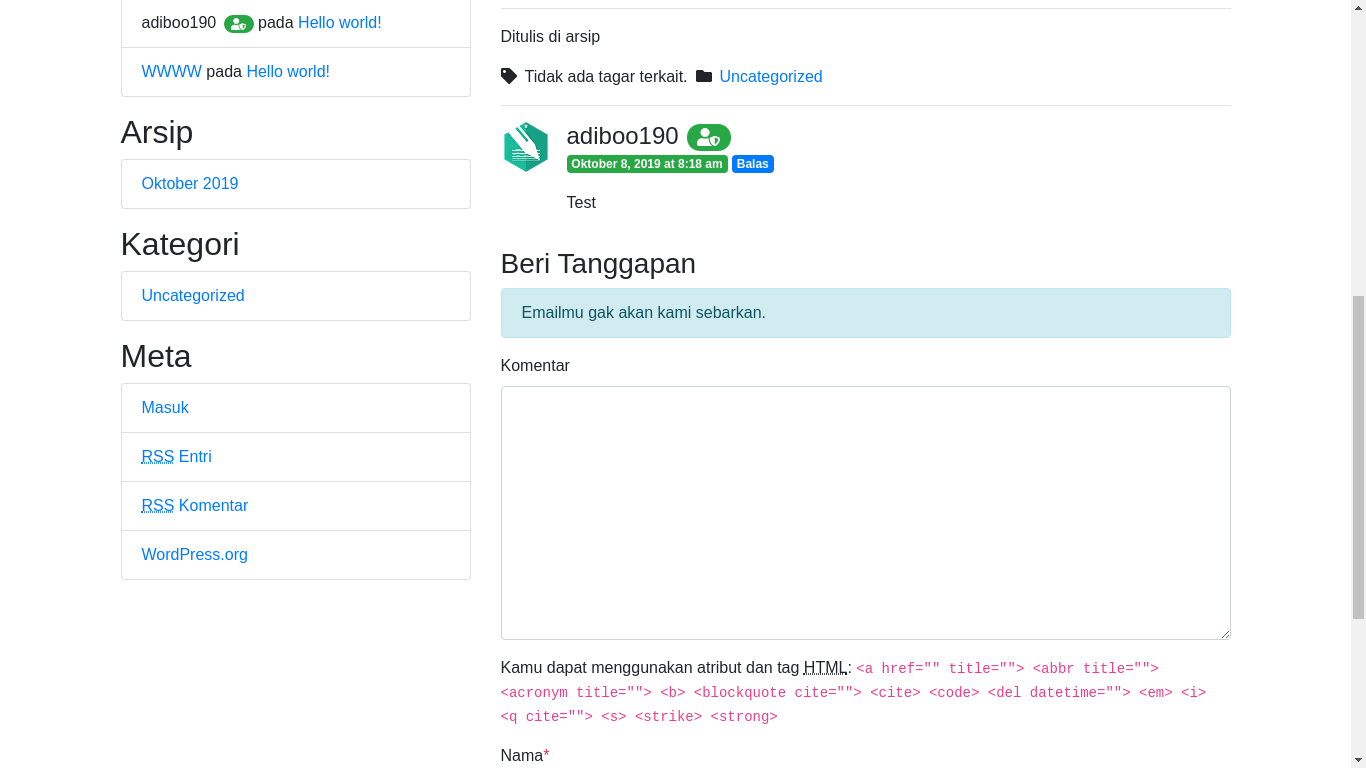 adiboo190 pada Hello world!
WWWW pada Hello world!
Arsip
Oktober 2019
Kategori
Uncategorized
Meta
Masuk
RSS Entri
RSS Komentar
WordPress.org
Ditulis di arsip
Tidak ada tagar terkait. Uncategorized
adiboo190
Oktober 8, 2019 at 8:18 am Balas
Test
Beri Tanggapan
Emailmu gak akan kami sebarkan.
Komentar
Kamu dapat menggunakan atribut dan tag HTML: <a href="" title=""> <abbr title="">
<acronym title=""> <b> <blockquote cite=""> <cite> <code> <del datetime=""> <em> <i>
<q cite=""> <s> <strike> <strong>
Nama*